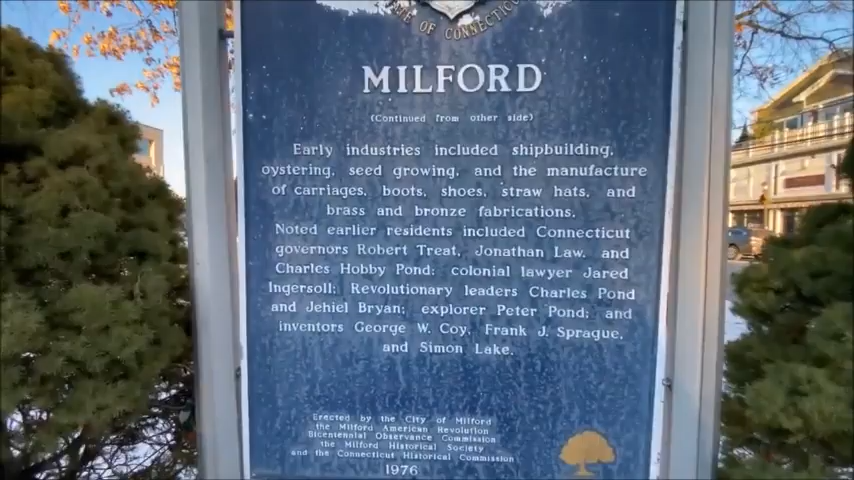 OF CONNECTICUT
MILFORD
(Continued from other side)
Early industries included shipbuilding,
oystering, seed growing, and the manufacture
of carriages, boots, shoes, straw hats, and
brass and bronze fabrications.
Noted earlier residents included Connecticut
governors Robert Treat, Jonathan Law, and
Charles Hobby Pond; colonial lawyer Jared
Ingersoll; Revolutionary leaders Charles Pond
and Jehiel Bryan; explorer Peter Pond; and
inventors George W. Coy, Frank J. Sprague,
and Simon Lake.
Erected by the City of Milford
the Milford American Revolution
Bicentennial Observance Commission
the Milford Historical Society
and the Connecticut Historical Commission
1976